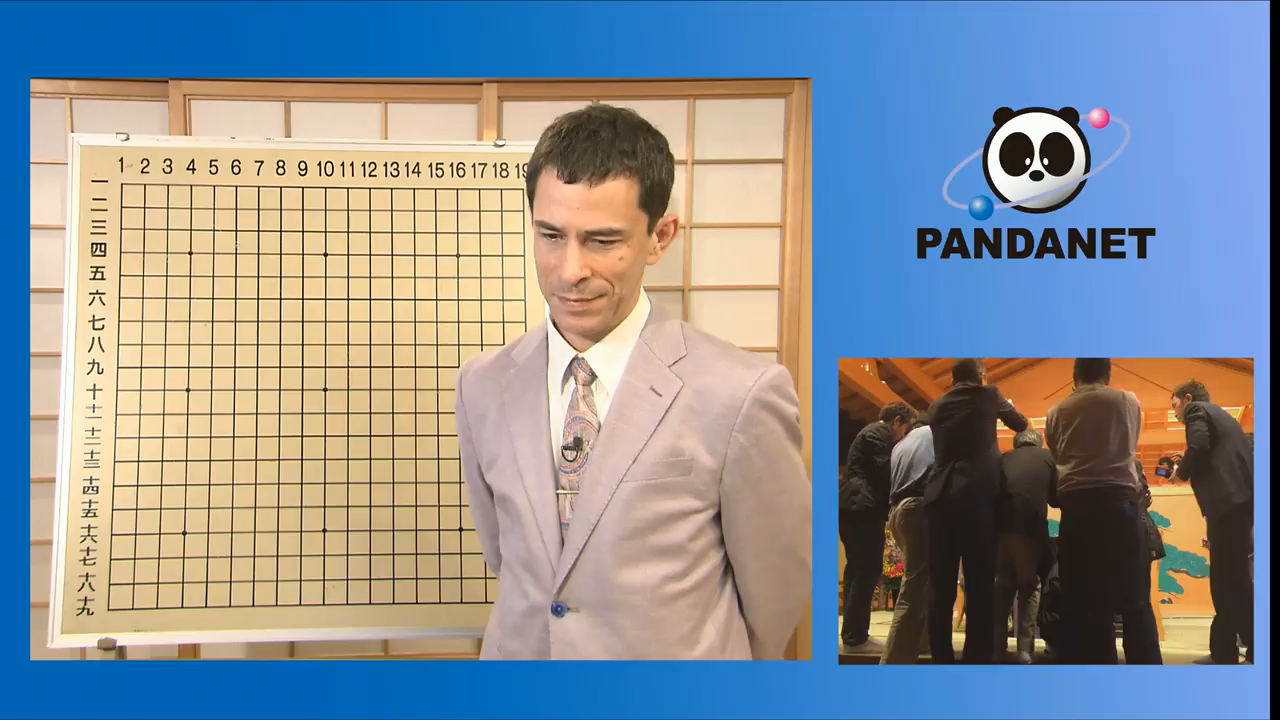 1 2 3 4 5 6 7 8 9 10 11 12 13 14 15 16 17 18 19
一
二
三
四
五
六
七
八
九
十
十一
十二
十三
十四
十五
十六
十七
十八
十九
PANDANET